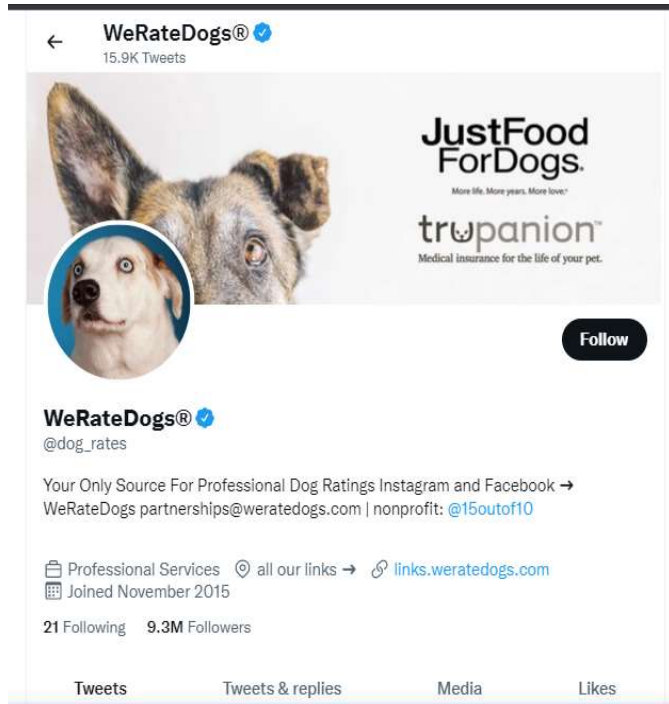 WeRateDogs®
15.9K Tweets
JustFood
ForDogs.
More life. More years. More love.®
trupanion™
Medical insurance for the life of your pet.
Follow
WeRateDogs®
@dog_rates
Your Only Source For Professional Dog Ratings Instagram and Facebook →
WeRateDogs partnerships@weratedogs.com | nonprofit: @15outof10
Professional Services all our links → links.weratedogs.com
Joined November 2015
21 Following 9.3M Followers
Tweets Tweets & replies Media Likes